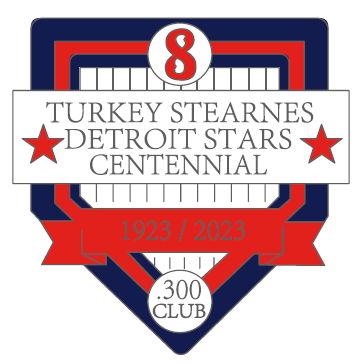 8
TURKEY STEARNES
DETROIT STARS
CENTENNIAL
1923 / 2023
.300
CLUB